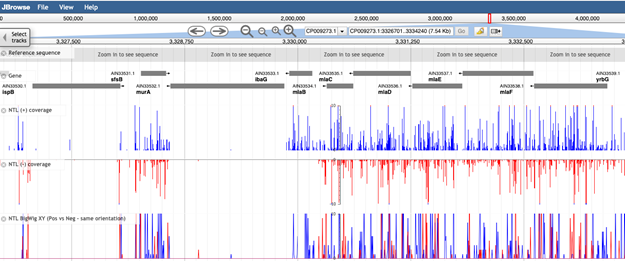 JBrowse File View Help
0 500,000 1,000,000 1,500,000 2,000,000 2,500,000 3,000,000 3,500,000 4,000,000
Select tracks
CP009273.1 CP009273.1:3326701..3334240 (7.54 Kb) Go
3,327,500 3,328,750 3,330,000 3,331,250 3,332,500
Reference sequence Zoom in to see sequence Zoom in to see sequence Zoom in to see sequence Zoom in to see sequence Zoom in to see sequence Zoom in to see sequence
Gene
AIN33531.1 AIN33533.1 AIN33535.1 AIN33537.1
sfsB ibaG mlaC mlaE yrbG
AIN33530.1 AIN33532.1 AIN33534.1 AIN33536.1 AIN33538.1
ispB murA mlaB mlaD mlaF
NTL (+) coverage
NTL (-) coverage
NTL BigWig XY (Pos vs Neg - same orientation)